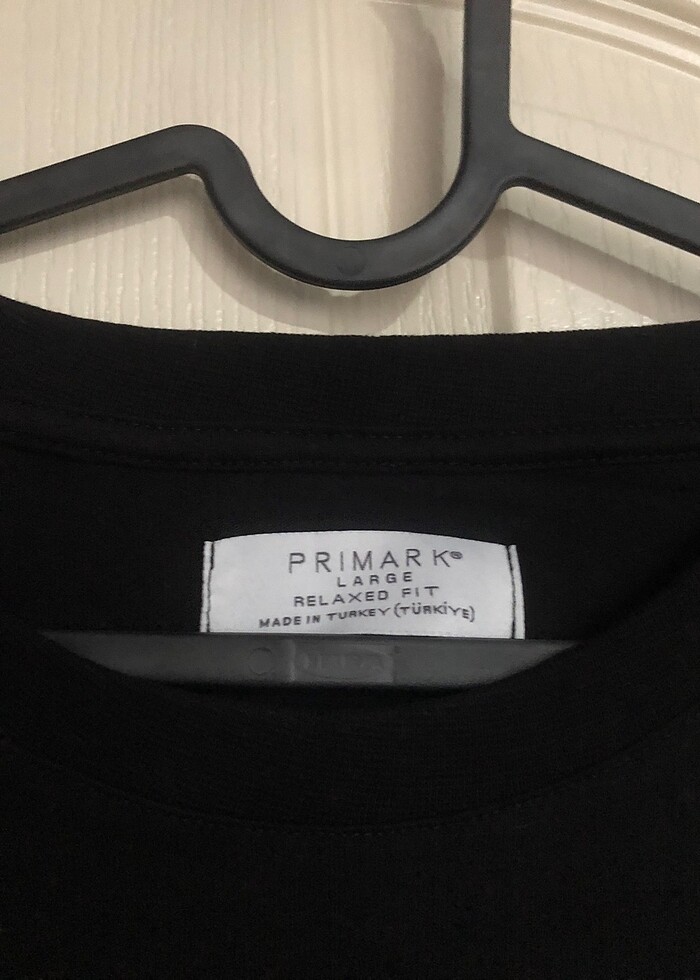 PRIMARK®
LARGE
RELAXED FIT
MADE IN TURKEY (TÜRKİYE)